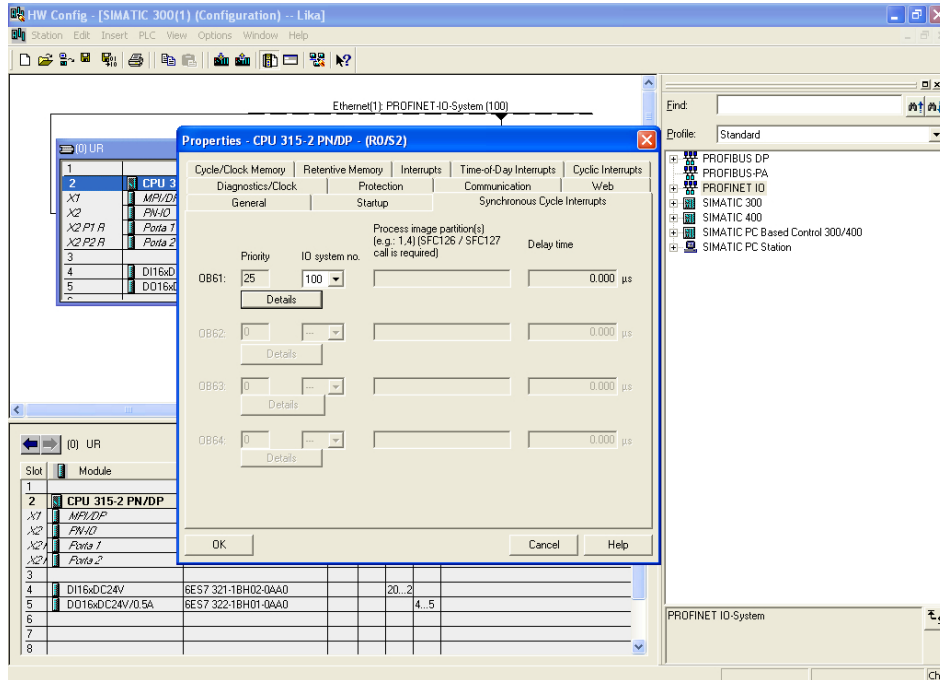 HW Config - [SIMATIC 300(1) (Configuration) -- Lika]
Station Edit Insert PLC View Options Window Help
Ethernet(1): PROFINET-IO-System (100)
(0) UR
1
2 CPU 3
X1 MPI/DP
X2 PN-IO
X2 P1 R Porta 1
X2 P2 R Porta 2
3
4 DI16xD
5 DO16xD
Properties - CPU 315-2 PN/DP - (R0/S2)
Cycle/Clock Memory Retentive Memory Interrupts Time-of-Day Interrupts Cyclic Interrupts
Diagnostics/Clock Protection Communication Web
General Startup Synchronous Cycle Interrupts
Priority IO system no. Process image partition(s)
(e.g.: 1,4) (SFC126 / SFC127
call is required) Delay time
OB61: 25 100 0.000 µs
Details
OB62: 0 --- 0.000 µs
Details
OB63: 0 --- 0.000 µs
Details
OB64: 0 --- 0.000 µs
Details
OK Cancel Help
Find:
Profile: Standard
PROFIBUS DP
PROFIBUS-PA
PROFINET IO
SIMATIC 300
SIMATIC 400
SIMATIC PC Based Control 300/400
SIMATIC PC Station
PROFINET IO-System
(0) UR
Slot Module
1
2 CPU 315-2 PN/DP
X1 MPI/DP
X2 PN-IO
Porta 1
Porta 2
3
4 DI16xDC24V 6ES7 321-1BH02-0AA0 20...2
5 DO16xDC24V/0.5A 6ES7 322-1BH01-0AA0 4...5
6
7
8
Ch